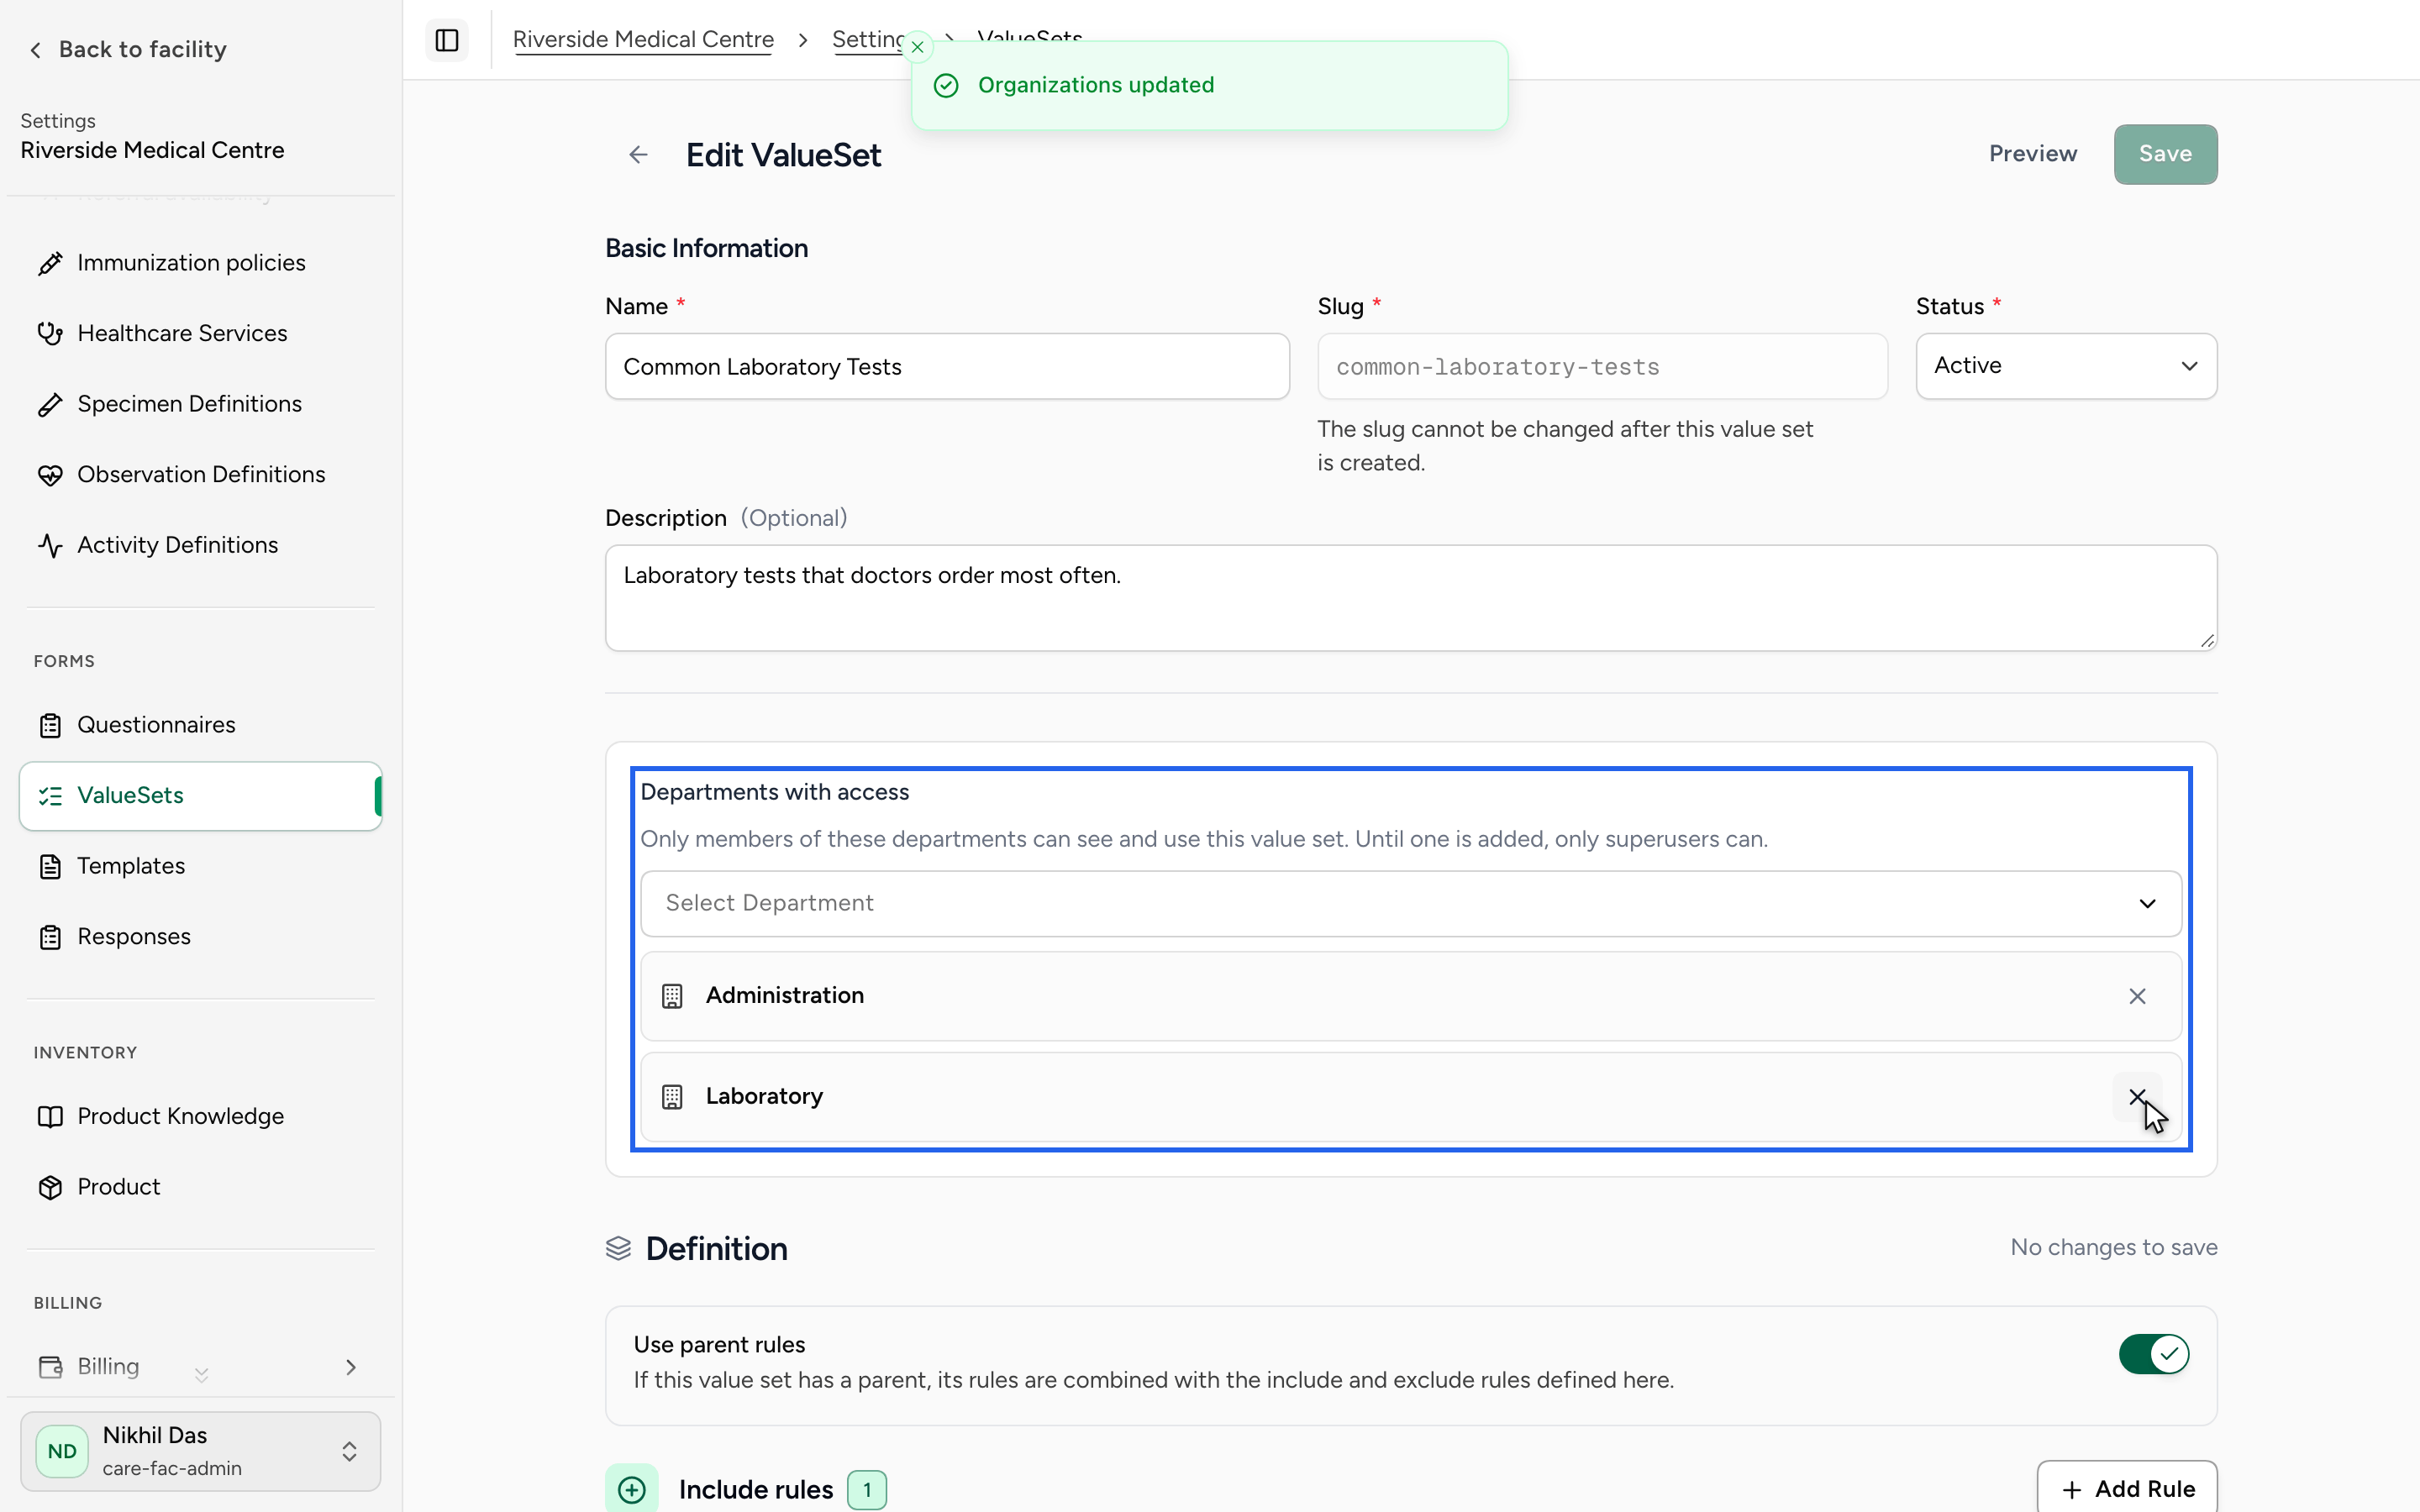 Back to facility
Settings
Riverside Medical Centre
Immunization policies
Healthcare Services
Specimen Definitions
Observation Definitions
Activity Definitions
FORMS
Questionnaires
ValueSets
Templates
Responses
INVENTORY
Product Knowledge
Product
BILLING
Billing
ND
Nikhil Das
care-fac-admin
Riverside Medical Centre > Setting > ValueSets
Organizations updated
Edit ValueSet
Preview
Save
Basic Information
Name *
Slug *
Status *
Common Laboratory Tests
common-laboratory-tests
Active
The slug cannot be changed after this value set
is created.
Description (Optional)
Laboratory tests that doctors order most often.
Departments with access
Only members of these departments can see and use this value set. Until one is added, only superusers can.
Select Department
Administration
Laboratory
Definition
No changes to save
Use parent rules
If this value set has a parent, its rules are combined with the include and exclude rules defined here.
Include rules 1
+ Add Rule